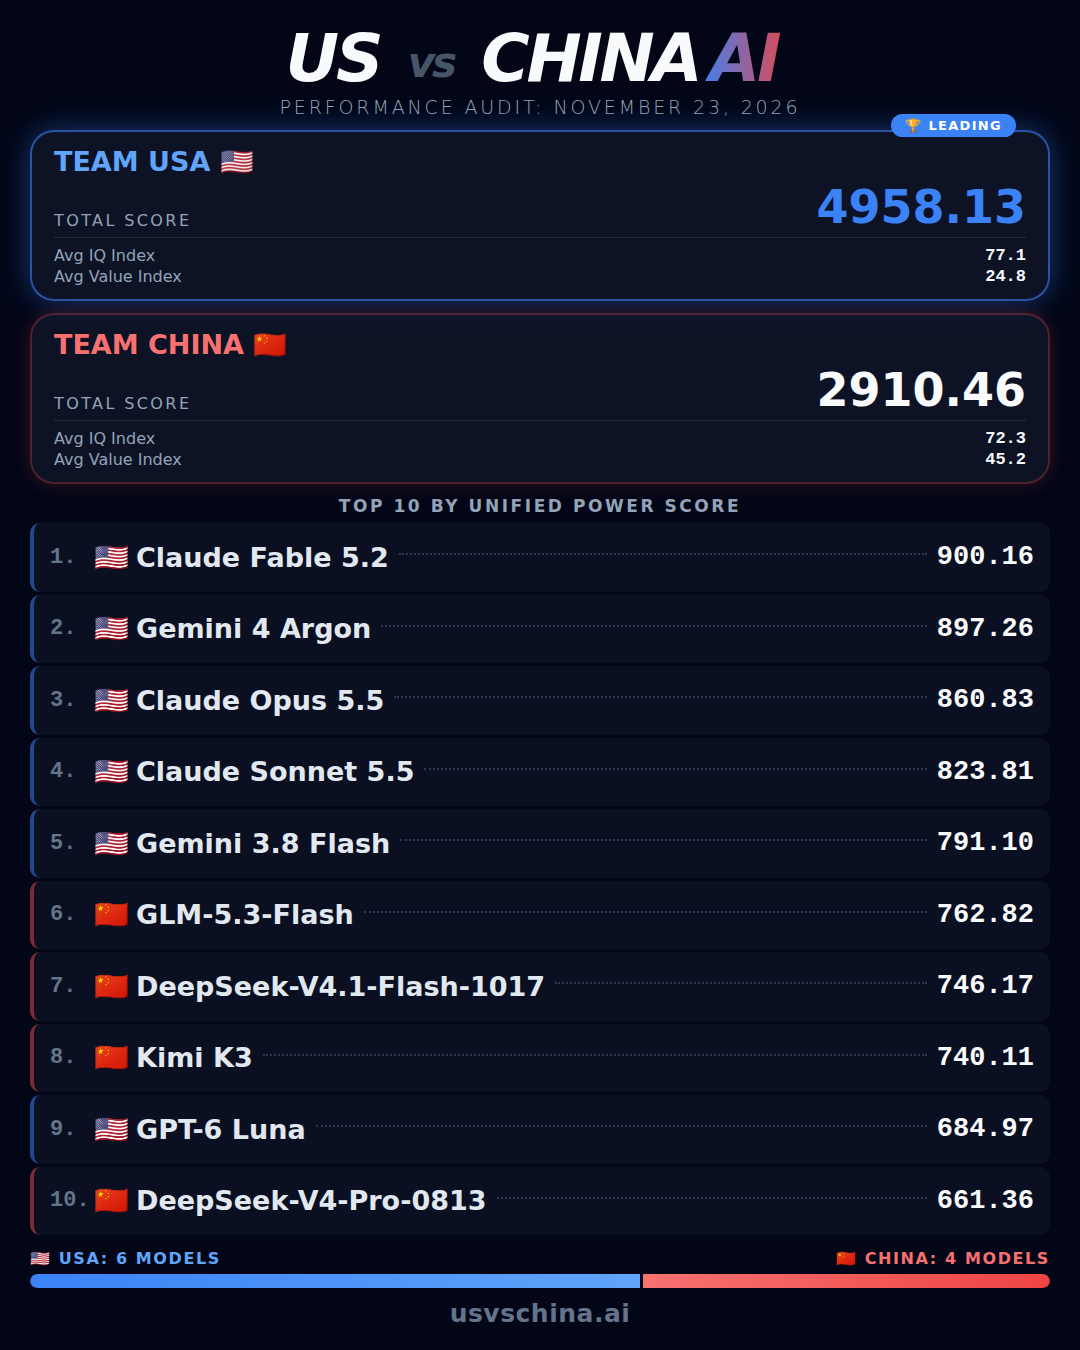 US vs CHINA AI
PERFORMANCE AUDIT: NOVEMBER 23, 2026
🏆 LEADING
TEAM USA 🇺🇸
TOTAL SCORE 4958.13
Avg IQ Index 77.1
Avg Value Index 24.8
TEAM CHINA 🇨🇳
TOTAL SCORE 2910.46
Avg IQ Index 72.3
Avg Value Index 45.2
TOP 10 BY UNIFIED POWER SCORE
1. 🇺🇸 Claude Fable 5.2 900.16
2. 🇺🇸 Gemini 4 Argon 897.26
3. 🇺🇸 Claude Opus 5.5 860.83
4. 🇺🇸 Claude Sonnet 5.5 823.81
5. 🇺🇸 Gemini 3.8 Flash 791.10
6. 🇨🇳 GLM-5.3-Flash 762.82
7. 🇨🇳 DeepSeek-V4.1-Flash-1017 746.17
8. 🇨🇳 Kimi K3 740.11
9. 🇺🇸 GPT-6 Luna 684.97
10. 🇨🇳 DeepSeek-V4-Pro-0813 661.36
🇺🇸 USA: 6 MODELS 🇨🇳 CHINA: 4 MODELS
usvschina.ai